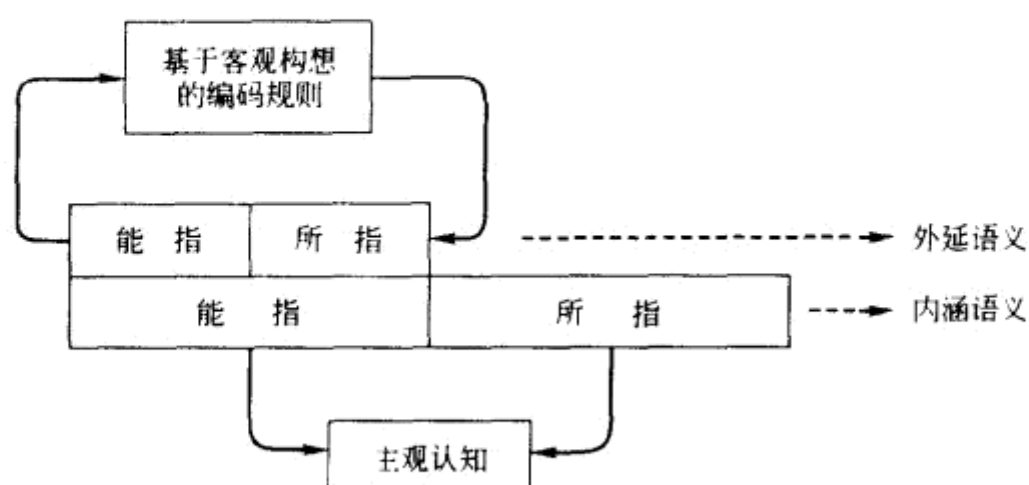 基于客观构想
的编码规则
能 指
所 指
外延语义
能 指
所 指
内涵语义
主观认知